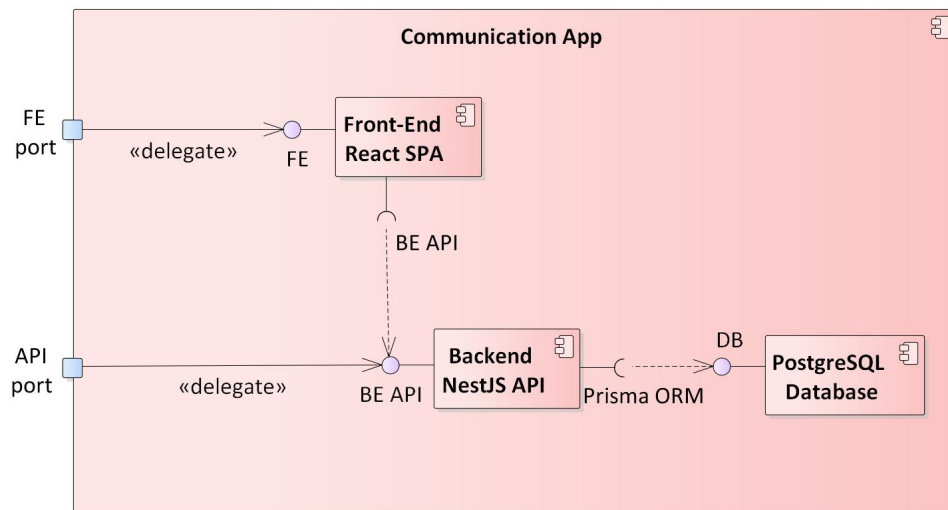 Communication App
FE
port
«delegate»
FE
Front-End
React SPA
BE API
API
port
«delegate»
BE API
Backend
NestJS API
Prisma ORM
DB
PostgreSQL
Database